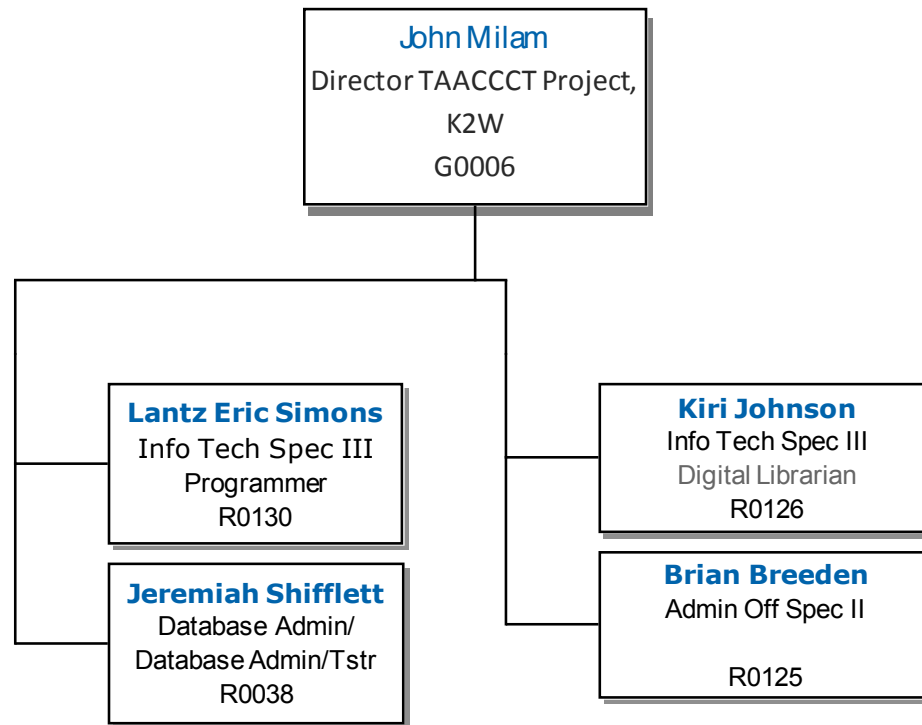 John Milam
Director TAACCCT Project,
K2W
G0006
Lantz Eric Simons
Info Tech Spec III
Programmer
R0130
Jeremiah Shifflett
Database Admin/
Database Admin/Tstr
R0038
Kiri Johnson
Info Tech Spec III
Digital Librarian
R0126
Brian Breeden
Admin Off Spec II
R0125